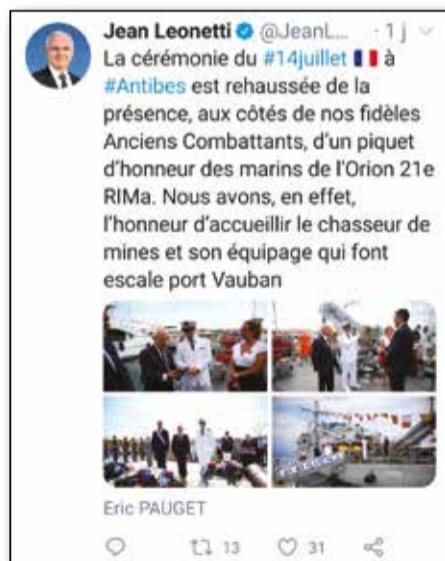 Jean Leonetti @JeanL... · 1 j
La cérémonie du #14juillet 🇫🇷 à
#Antibes est rehaussée de la
présence, aux côtés de nos fidèles
Anciens Combattants, d'un piquet
d'honneur des marins de l'Orion 21e
RIMa. Nous avons, en effet,
l'honneur d'accueillir le chasseur de
mines et son équipage qui font
escale port Vauban
Eric PAUGET
13 31